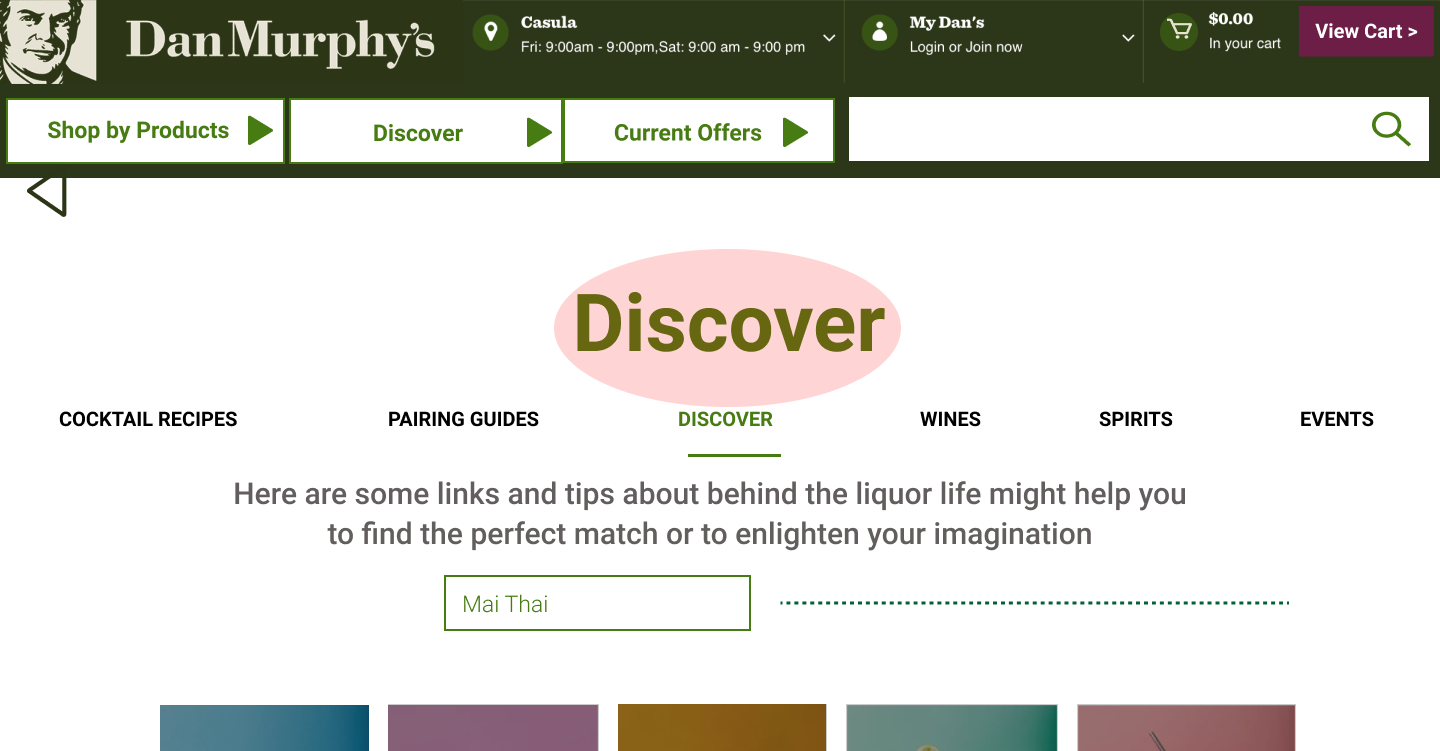 Dan Murphy's
Casula
Fri: 9:00am - 9:00pm,Sat: 9:00 am - 9:00 pm
My Dan's
Login or Join now
$0.00
In your cart
View Cart >
Shop by Products
Discover
Current Offers
Discover
COCKTAIL RECIPES
PAIRING GUIDES
DISCOVER
WINES
SPIRITS
EVENTS
Here are some links and tips about behind the liquor life might help you
to find the perfect match or to enlighten your imagination
Mai Thai